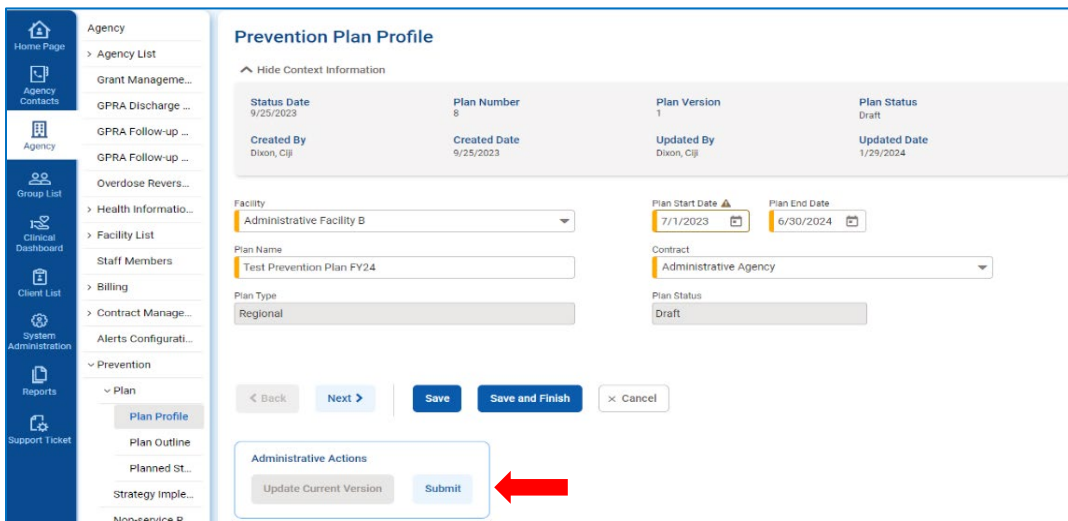 Home Page
Agency
Contacts
Agency
Group List
Clinical
Dashboard
Client List
System
Administration
Reports
Support Ticket
Agency
> Agency List
Grant Manageme...
GPRA Discharge ...
GPRA Follow-up ...
GPRA Follow-up ...
Overdose Revers...
> Health Informatio...
> Facility List
Staff Members
> Billing
> Contract Manage...
Alerts Configurati...
Prevention
Plan
Plan Profile
Plan Outline
Planned St...
Strategy Imple...
Non-service R...
Prevention Plan Profile
Hide Context Information
Status Date Plan Number Plan Version Plan Status
9/25/2023 8 1 Draft
Created By Created Date Updated By Updated Date
Dixon, Ciji 9/25/2023 Dixon, Ciji 1/29/2024
Facility Plan Start Date Plan End Date
Administrative Facility B 7/1/2023 6/30/2024
Plan Name Contract
Test Prevention Plan FY24 Administrative Agency
Plan Type Plan Status
Regional Draft
< Back Next > Save Save and Finish × Cancel
Administrative Actions
Update Current Version Submit